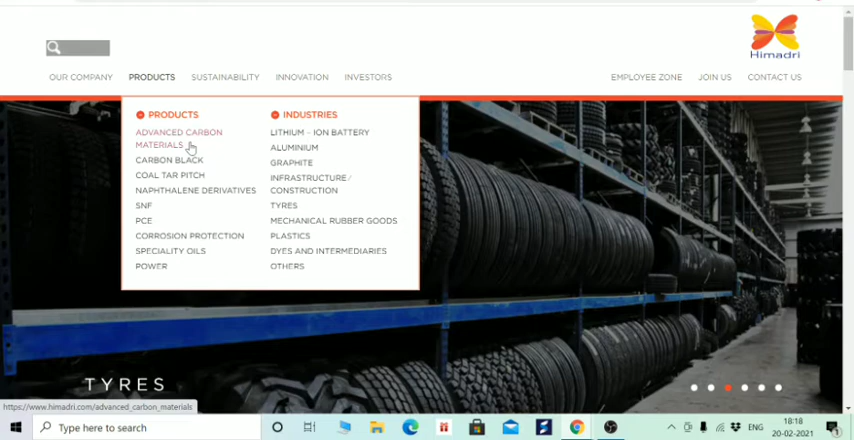 Himadri
OUR COMPANY PRODUCTS SUSTAINABILITY INNOVATION INVESTORS EMPLOYEE ZONE JOIN US CONTACT US
PRODUCTS
ADVANCED CARBON
MATERIALS
CARBON BLACK
COAL TAR PITCH
NAPHTHALENE DERIVATIVES
SNF
PCE
CORROSION PROTECTION
SPECIALITY OILS
POWER
INDUSTRIES
LITHIUM - ION BATTERY
ALUMINIUM
GRAPHITE
INFRASTRUCTURE/
CONSTRUCTION
TYRES
MECHANICAL RUBBER GOODS
PLASTICS
DYES AND INTERMEDIARIES
OTHERS
TYRES
https://www.himadri.com/advanced_carbon_materials
Type here to search
ENG
18:18
20-02-2021
1